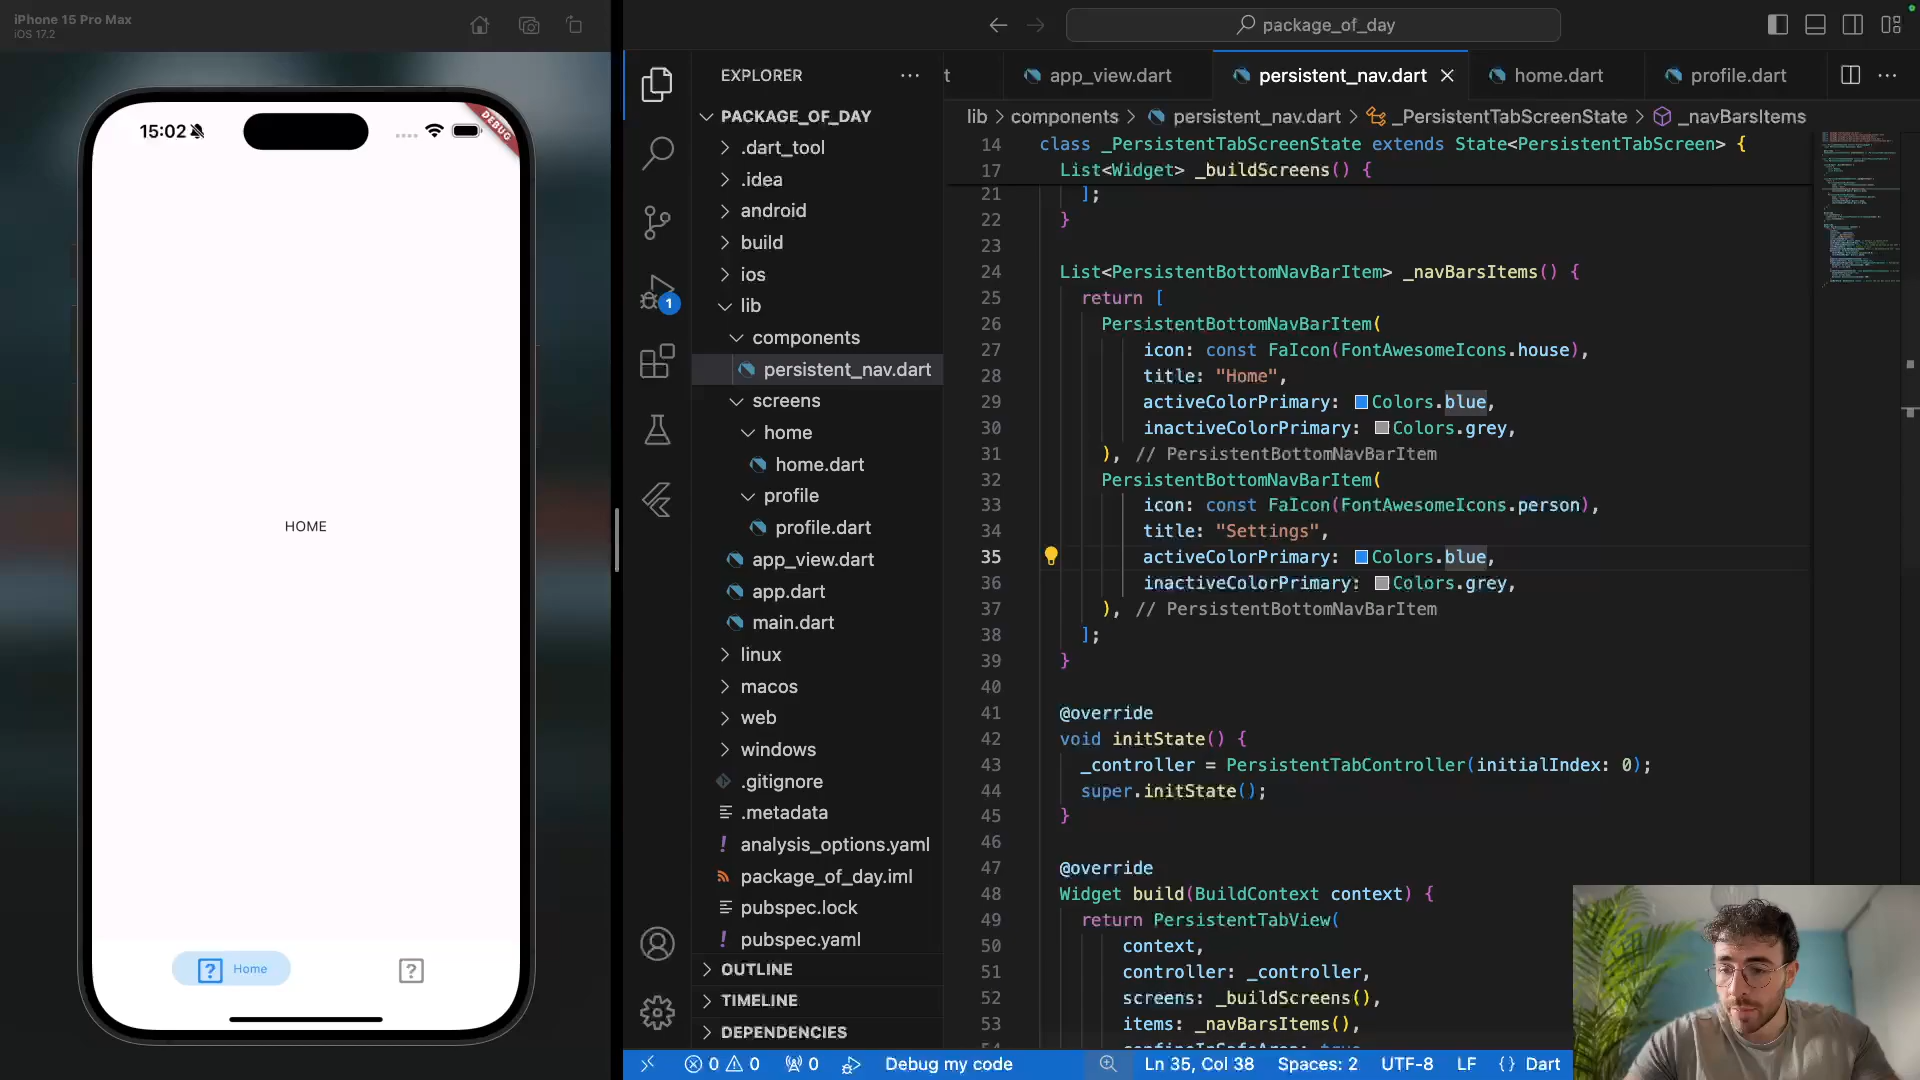 iPhone 15 Pro Max
iOS 17.2
15:02
DEBUG
HOME
Home
package_of_day
EXPLORER
PACKAGE_OF_DAY
.dart_tool
.idea
android
build
ios
lib
components
persistent_nav.dart
screens
home
home.dart
profile
profile.dart
app_view.dart
app.dart
main.dart
linux
macos
web
windows
.gitignore
.metadata
analysis_options.yaml
package_of_day.iml
pubspec.lock
pubspec.yaml
OUTLINE
TIMELINE
DEPENDENCIES
1
t
app_view.dart
persistent_nav.dart
home.dart
profile.dart
lib > components > persistent_nav.dart > _PersistentTabScreenState > _navBarsItems
14 class _PersistentTabScreenState extends State<PersistentTabScreen> {
17 List<Widget> _buildScreens() {
21 ];
22 }
23
24 List<PersistentBottomNavBarItem> _navBarsItems() {
25 return [
26 PersistentBottomNavBarItem(
27 icon: const FaIcon(FontAwesomeIcons.house),
28 title: "Home",
29 activeColorPrimary: Colors.blue,
30 inactiveColorPrimary: Colors.grey,
31 ), // PersistentBottomNavBarItem
32 PersistentBottomNavBarItem(
33 icon: const FaIcon(FontAwesomeIcons.person),
34 title: "Settings",
35 activeColorPrimary: Colors.blue,
36 inactiveColorPrimary: Colors.grey,
37 ), // PersistentBottomNavBarItem
38 ];
39 }
40
41 @override
42 void initState() {
43 _controller = PersistentTabController(initialIndex: 0);
44 super.initState();
45 }
46
47 @override
48 Widget build(BuildContext context) {
49 return PersistentTabView(
50 context,
51 controller: _controller,
52 screens: _buildScreens(),
53 items: _navBarsItems(),
0 0 0 Debug my code Ln 35, Col 38 Spaces: 2 UTF-8 LF {} Dart